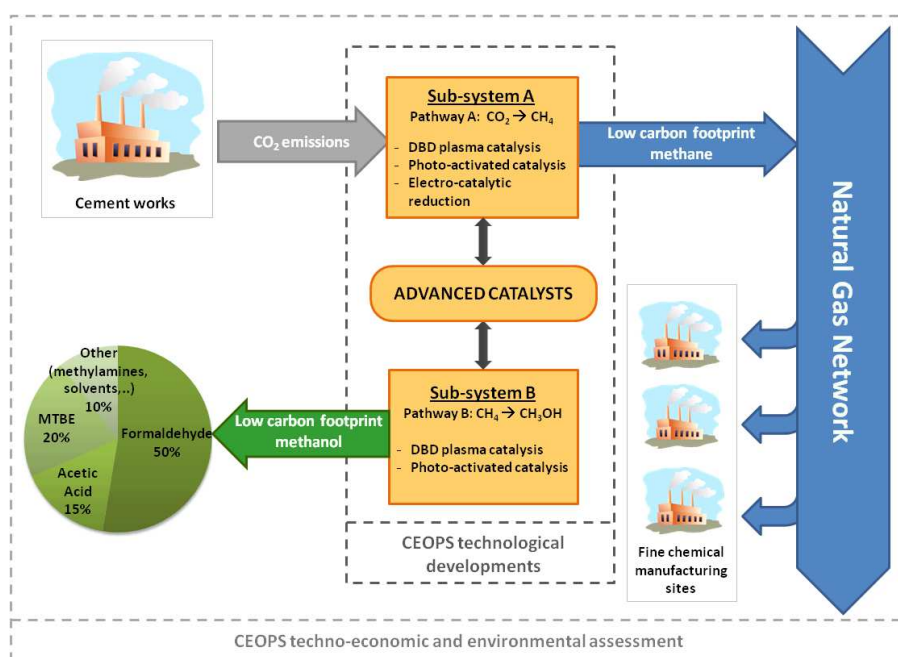 Cement works
CO₂ emissions
Sub-system A
Pathway A: CO₂ → CH₄
- DBD plasma catalysis
- Photo-activated catalysis
- Electro-catalytic
reduction
Low carbon footprint
methane
Natural Gas Network
ADVANCED CATALYSTS
Sub-system B
Pathway B: CH₄ → CH₃OH
- DBD plasma catalysis
- Photo-activated catalysis
Low carbon footprint
methanol
Other
(methylamines,
solvents,..)
10%
MTBE
20%
Formaldehyde
50%
Acetic
Acid
15%
Fine chemical
manufacturing
sites
CEOPS technological
developments
CEOPS techno-economic and environmental assessment